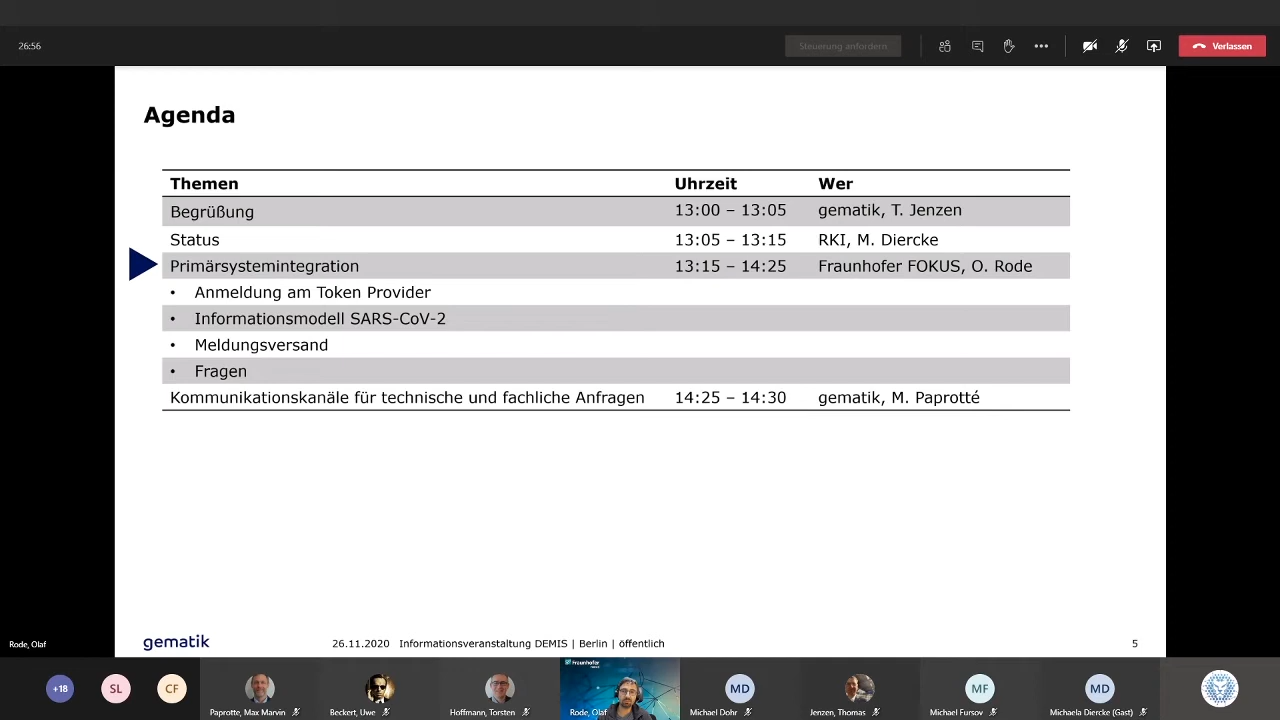 26:56
Steuerung anfordern
Verlassen
Agenda
Themen Uhrzeit Wer
Begrüßung 13:00 – 13:05 gematik, T. Jenzen
Status 13:05 – 13:15 RKI, M. Diercke
Primärsystemintegration 13:15 – 14:25 Fraunhofer FOKUS, O. Rode
• Anmeldung am Token Provider
• Informationsmodell SARS-CoV-2
• Meldungsversand
• Fragen
Kommunikationskanäle für technische und fachliche Anfragen 14:25 – 14:30 gematik, M. Paprotté
Rode, Olaf
gematik 26.11.2020 Informationsveranstaltung DEMIS | Berlin | öffentlich 5
+18 SL CF MD MF MD
Fraunhofer
Paprotte, Max Marvin Beckert, Uwe Hoffmann, Torsten Rode, Olaf Michael Dohr Jenzen, Thomas Michael Fursov Michaela Diercke (Gast)